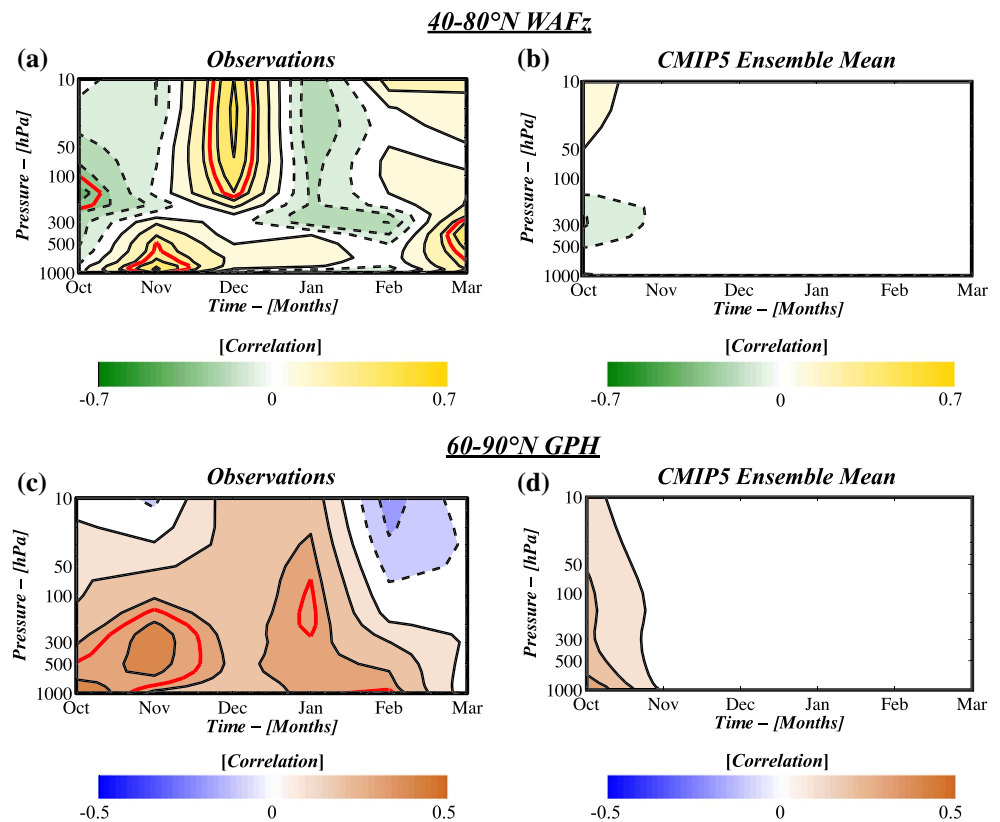 40-80°N WAFz
(a) Observations
(b) CMIP5 Ensemble Mean
Pressure – [hPa]
10
50
100
300
500
1000
Oct Nov Dec Jan Feb Mar
Time – [Months]
Pressure – [hPa]
10
50
100
300
500
1000
Oct Nov Dec Jan Feb Mar
Time – [Months]
[Correlation]
-0.7 0 0.7
[Correlation]
-0.7 0 0.7
60-90°N GPH
(c) Observations
(d) CMIP5 Ensemble Mean
Pressure – [hPa]
10
50
100
300
500
1000
Oct Nov Dec Jan Feb Mar
Time – [Months]
Pressure – [hPa]
10
50
100
300
500
1000
Oct Nov Dec Jan Feb Mar
Time – [Months]
[Correlation]
-0.5 0 0.5
[Correlation]
-0.5 0 0.5